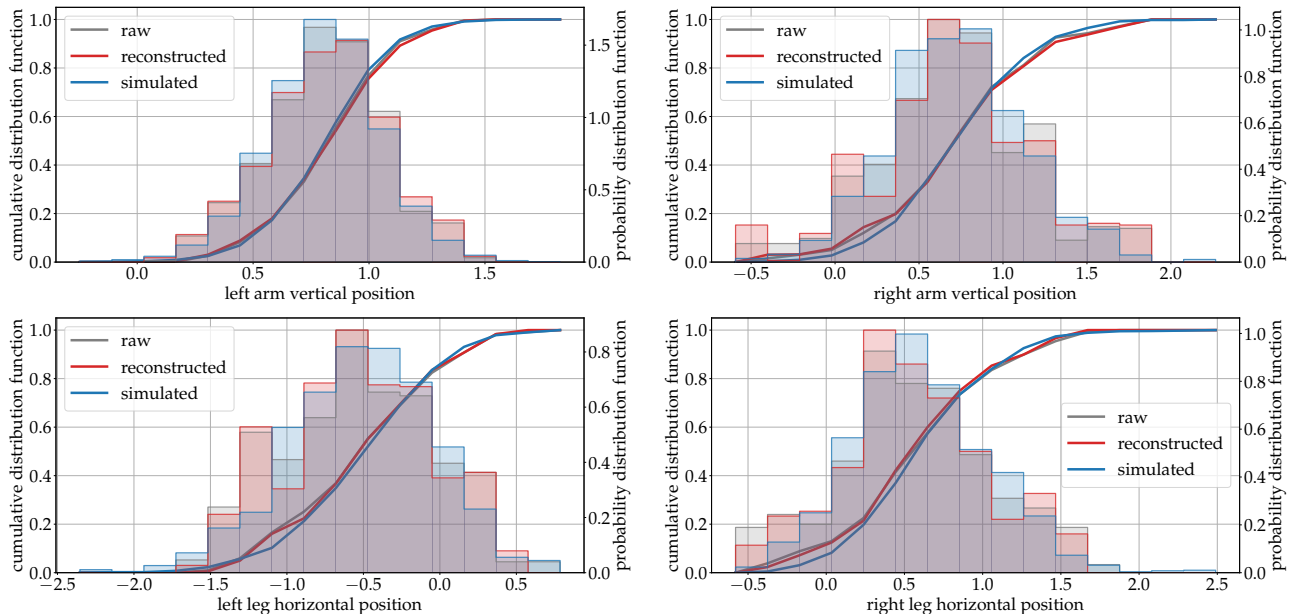 cumulative distribution function
1.0
0.8
0.6
0.4
0.2
0.0
raw
reconstructed
simulated
0.0 0.5 1.0 1.5
left arm vertical position
1.5
1.0
0.5
0.0
probability distribution function
cumulative distribution function
1.0
0.8
0.6
0.4
0.2
0.0
raw
reconstructed
simulated
−0.5 0.0 0.5 1.0 1.5 2.0
right arm vertical position
1.0
0.8
0.6
0.4
0.2
0.0
probability distribution function
cumulative distribution function
1.0
0.8
0.6
0.4
0.2
0.0
raw
reconstructed
simulated
−2.5 −2.0 −1.5 −1.0 −0.5 0.0 0.5
left leg horizontal position
0.8
0.6
0.4
0.2
0.0
probability distribution function
cumulative distribution function
1.0
0.8
0.6
0.4
0.2
0.0
raw
reconstructed
simulated
−0.5 0.0 0.5 1.0 1.5 2.0 2.5
right leg horizontal position
1.0
0.8
0.6
0.4
0.2
0.0
probability distribution function